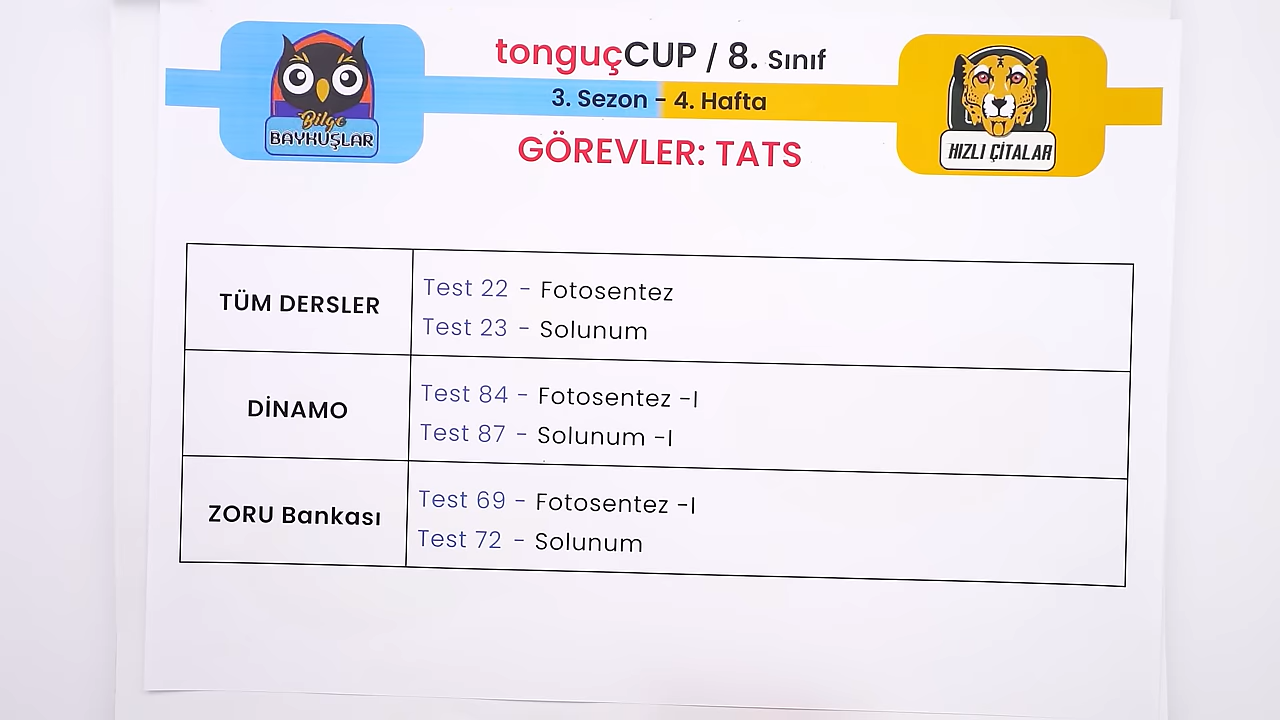 tonguçCUP / 8. Sınıf
3. Sezon - 4. Hafta
GÖREVLER: TATS
Bilge
BAYKUŞLAR
HIZLI ÇİTALAR
TÜM DERSLER
Test 22 - Fotosentez
Test 23 - Solunum
DİNAMO
Test 84 - Fotosentez -I
Test 87 - Solunum -I
ZORU Bankası
Test 69 - Fotosentez -I
Test 72 - Solunum